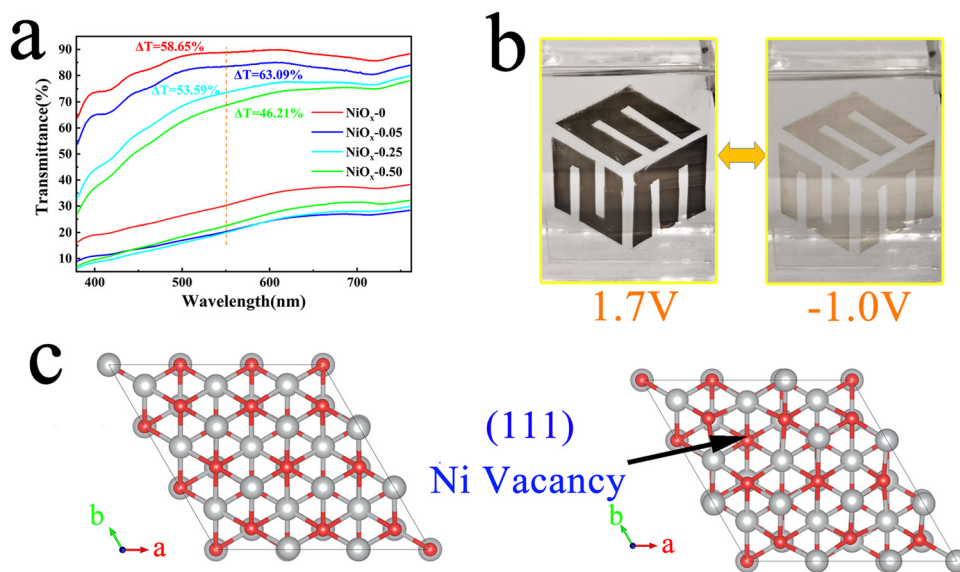 a
Transmittance(%)
90
80
70
60
50
40
30
20
10
400
500
600
700
Wavelength(nm)
ΔT=58.65%
ΔT=63.09%
ΔT=53.59%
ΔT=46.21%
NiOₓ-0
NiOₓ-0.05
NiOₓ-0.25
NiOₓ-0.50
b
1.7V
-1.0V
c
b
a
(111)
Ni Vacancy
b
a